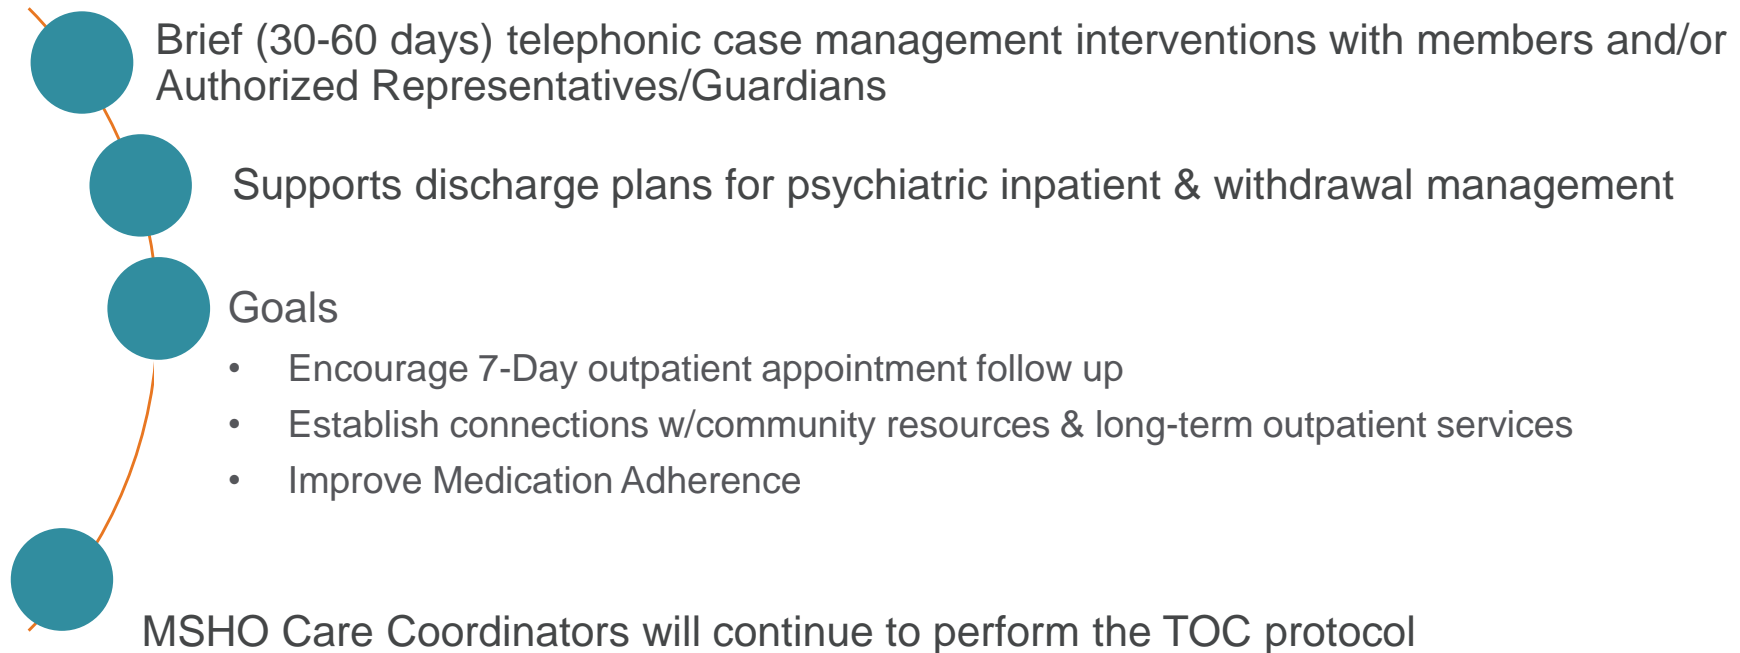 Brief (30-60 days) telephonic case management interventions with members and/or
Authorized Representatives/Guardians
Supports discharge plans for psychiatric inpatient & withdrawal management
Goals
• Encourage 7-Day outpatient appointment follow up
• Establish connections w/community resources & long-term outpatient services
• Improve Medication Adherence
MSHO Care Coordinators will continue to perform the TOC protocol